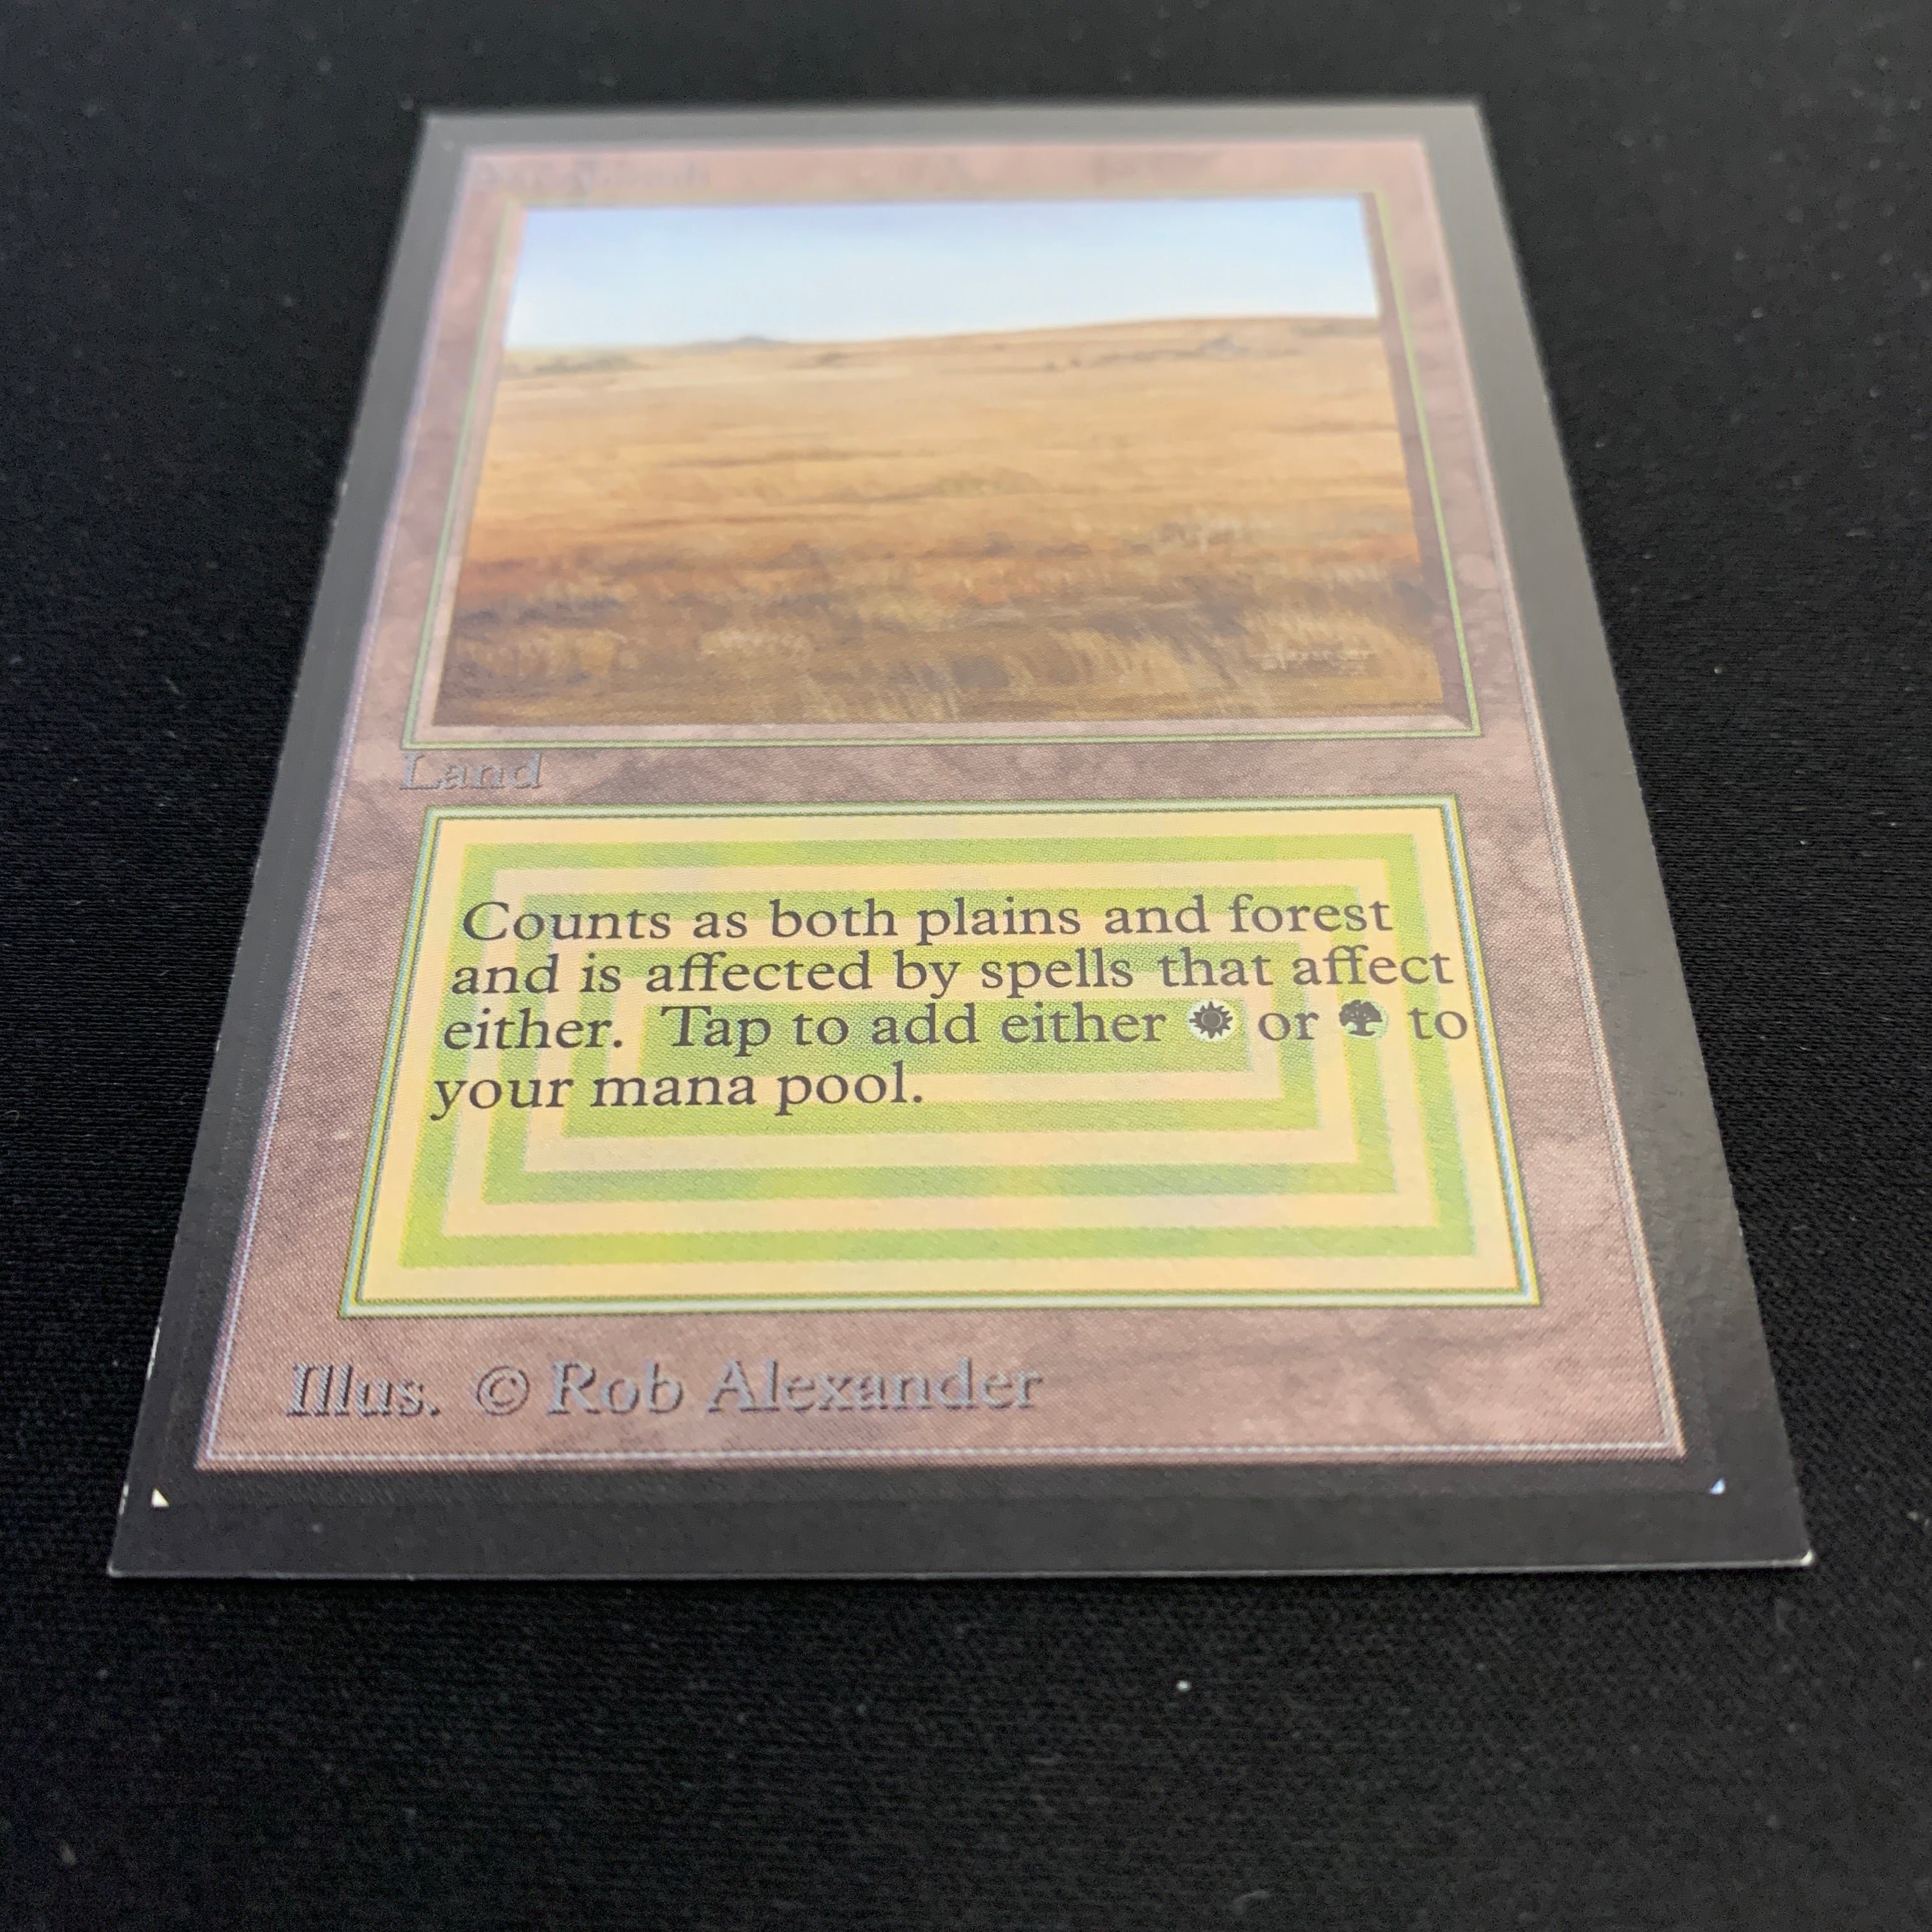 Land
Counts as both plains and forest
and is affected by spells that affect
either. Tap to add either or to
your mana pool.
Illus. © Rob Alexander